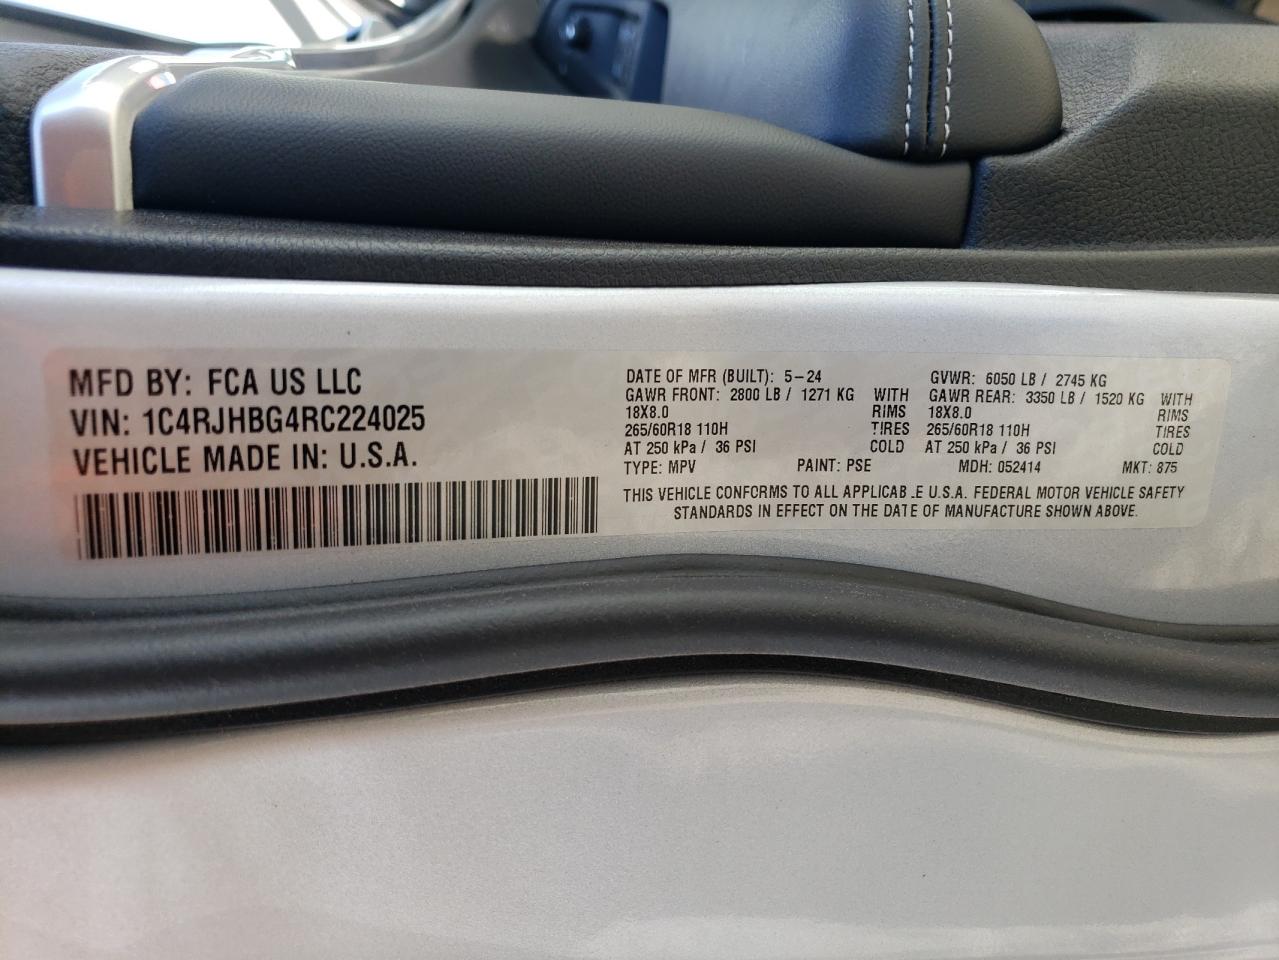 MFD BY: FCA US LLC
VIN: 1C4RJHBG4RC224025
VEHICLE MADE IN: U.S.A.
DATE OF MFR (BUILT): 5-24 GVWR: 6050 LB / 2745 KG
GAWR FRONT: 2800 LB / 1271 KG WITH GAWR REAR: 3350 LB / 1520 KG WITH
18X8.0 RIMS 18X8.0 RIMS
265/60R18 110H TIRES 265/60R18 110H TIRES
AT 250 kPa / 36 PSI COLD AT 250 kPa / 36 PSI COLD
TYPE: MPV PAINT: PSE MDH: 052414 MKT: 875
THIS VEHICLE CONFORMS TO ALL APPLICABLE U.S.A. FEDERAL MOTOR VEHICLE SAFETY
STANDARDS IN EFFECT ON THE DATE OF MANUFACTURE SHOWN ABOVE.